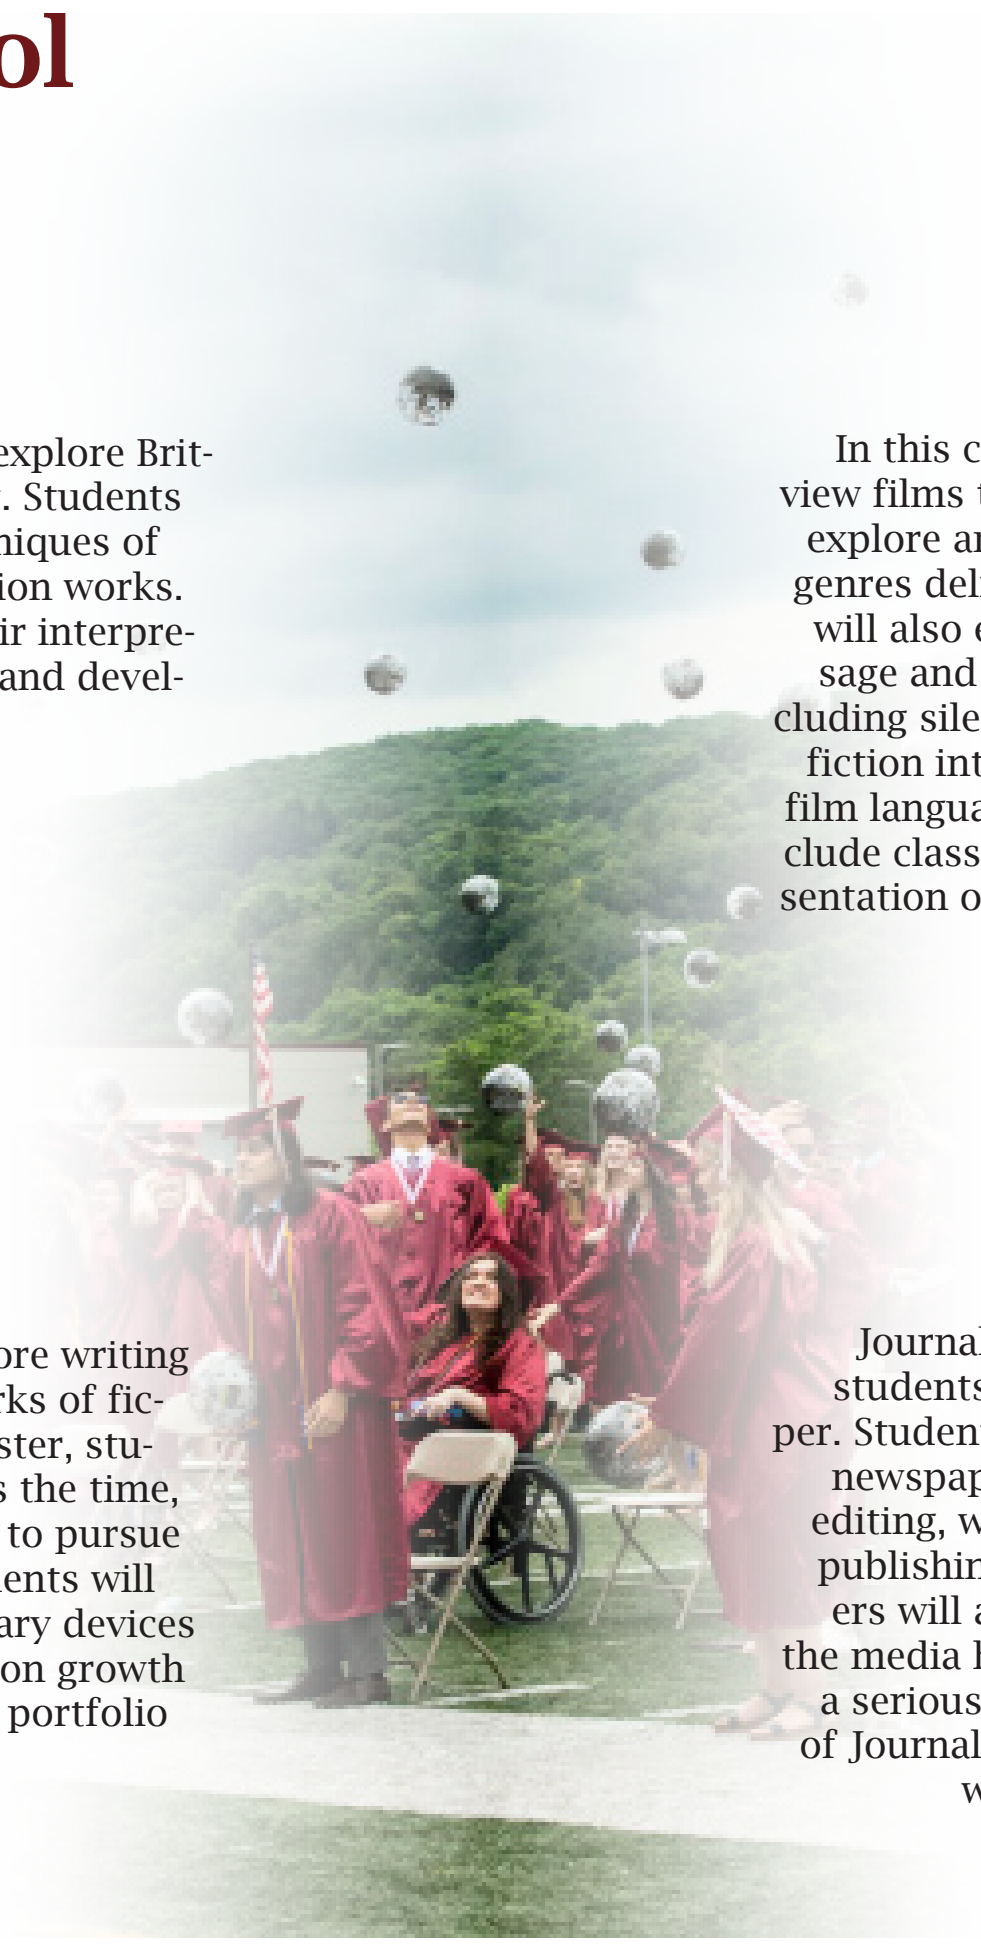 ol
explore Brit-
. Students
niques of
ion works.
ir interpre-
and devel-
ore writing
rks of fic-
ster, stu-
s the time,
to pursue
ents will
ary devices
on growth
portfolio
In this c
view films
explore ar
genres deli
will also e
sage and
cluding sile
fiction int
film langua
clude class
sentation o
Journal
students
per. Studen
newspap
editing, w
publishin
ers will a
the media h
a serious
of Journal
w